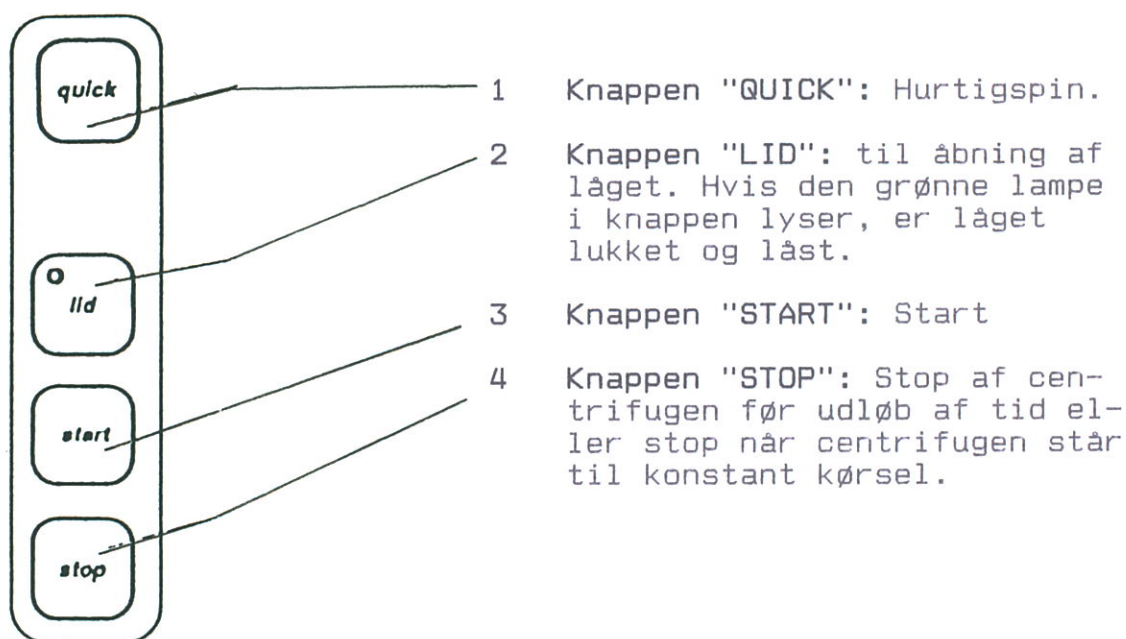 quick
1 Knappen "QUICK": Hurtigspin.
2 Knappen "LID": til åbning af
låget. Hvis den grønne lampe
i knappen lyser, er låget
lukket og låst.
lid
3 Knappen "START": Start
4 Knappen "STOP": Stop af cen-
trifugen før udløb af tid el-
ler stop når centrifugen står
til konstant kørsel.
start
stop